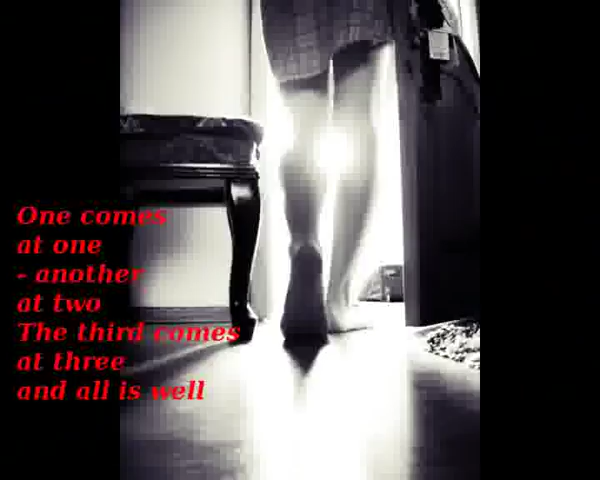 One comes
at one
- another
at two
The third comes
at three
and all is well